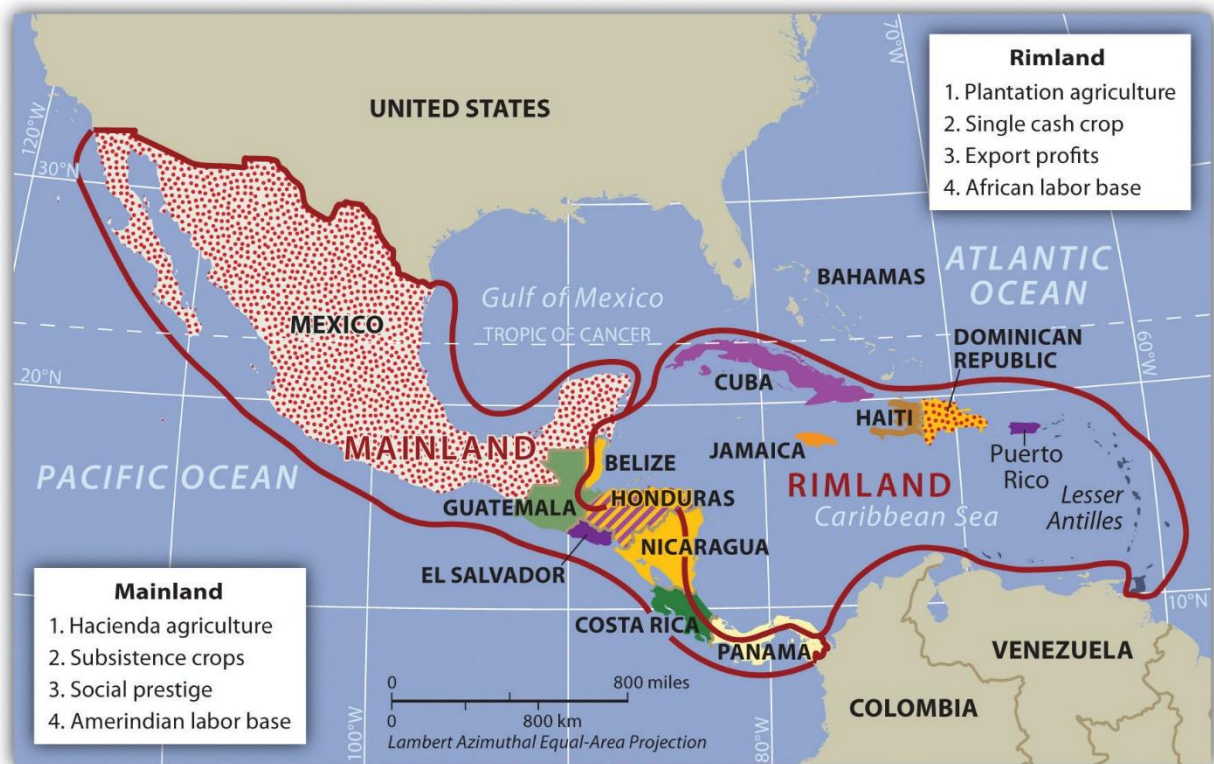 Rimland
1. Plantation agriculture
2. Single cash crop
3. Export profits
4. African labor base
120°W
30°N
70°W
UNITED STATES
BAHAMAS
ATLANTIC
OCEAN
Gulf of Mexico
TROPIC OF CANCER
MEXICO
DOMINICAN
REPUBLIC
60°W
20°N
CUBA
HAITI
MAINLAND
JAMAICA
Puerto
Rico
PACIFIC OCEAN
BELIZE
RIMLAND
Lesser
Antilles
GUATEMALA
HONDURAS
Caribbean Sea
NICARAGUA
EL SALVADOR
10°N
Mainland
1. Hacienda agriculture
2. Subsistence crops
3. Social prestige
4. Amerindian labor base
COSTA RICA
PANAMA
VENEZUELA
COLOMBIA
0
800 miles
0
800 km
Lambert Azimuthal Equal-Area Projection
100°W
80°W